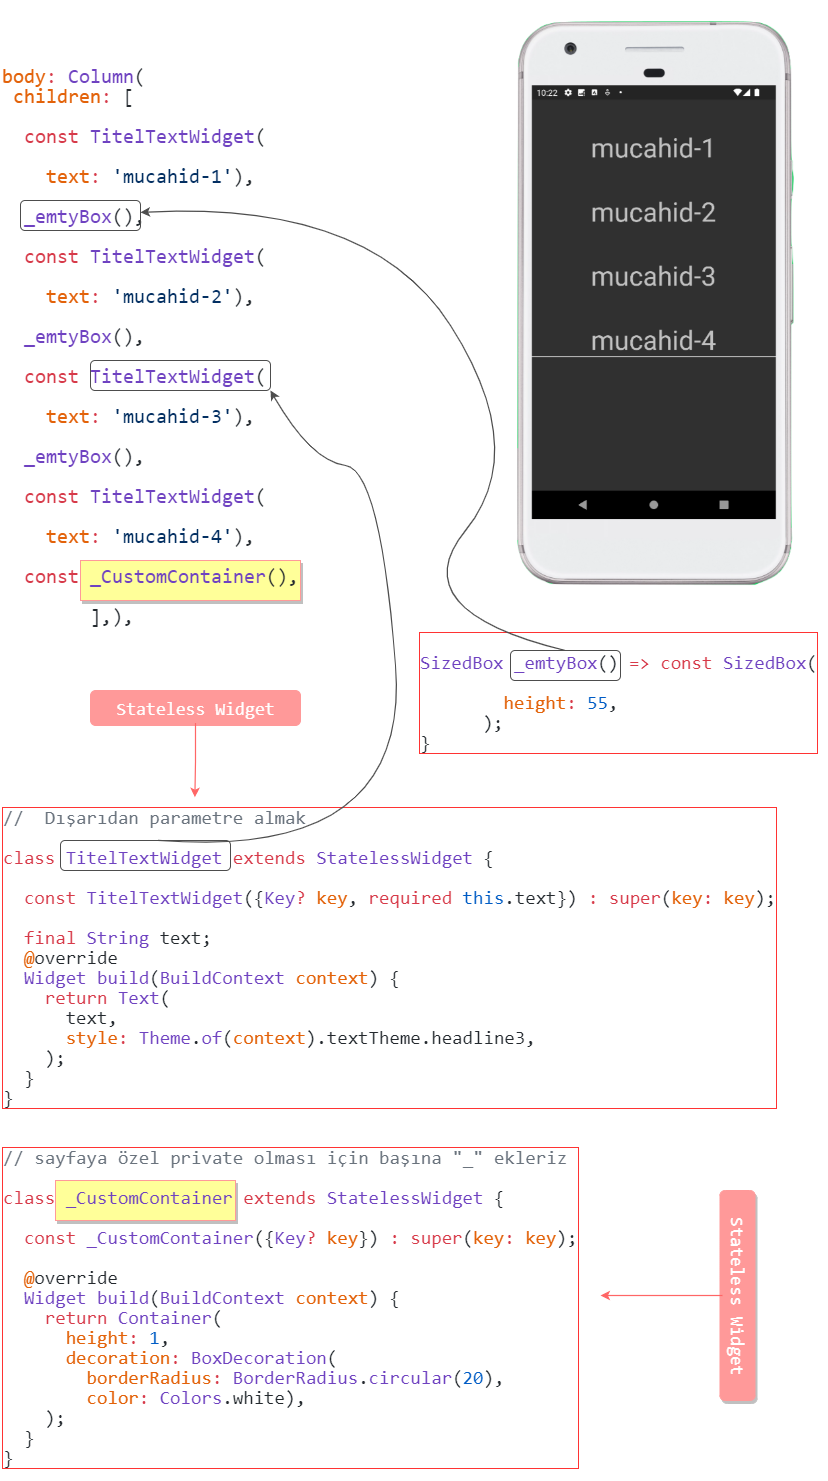 body: Column(
children: [
const TitelTextWidget(
text: 'mucahid-1'),
_emtyBox(),
const TitelTextWidget(
text: 'mucahid-2'),
_emtyBox(),
const TitelTextWidget(
text: 'mucahid-3'),
_emtyBox(),
const TitelTextWidget(
text: 'mucahid-4'),
const _CustomContainer(),
],),
10:22
mucahid-1
mucahid-2
mucahid-3
mucahid-4
SizedBox _emtyBox() => const SizedBox(
height: 55,
);
}
Stateless Widget
// Dışarıdan parametre almak
class TitelTextWidget extends StatelessWidget {
const TitelTextWidget({Key? key, required this.text}) : super(key: key);
final String text;
@override
Widget build(BuildContext context) {
return Text(
text,
style: Theme.of(context).textTheme.headline3,
);
}
}
// sayfaya özel private olması için başına "_" ekleriz
class _CustomContainer extends StatelessWidget {
const _CustomContainer({Key? key}) : super(key: key);
@override
Widget build(BuildContext context) {
return Container(
height: 1,
decoration: BoxDecoration(
borderRadius: BorderRadius.circular(20),
color: Colors.white),
);
}
}
Stateless Widget